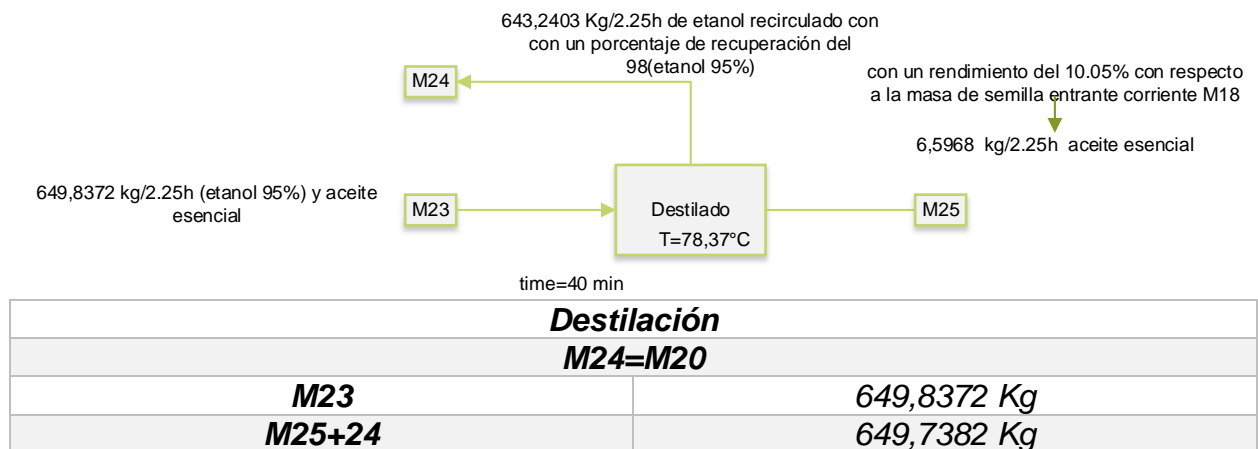 643,2403 Kg/2.25h de etanol recirculado con
con un porcentaje de recuperación del
98(etanol 95%)
con un rendimiento del 10.05% con respecto
a la masa de semilla entrante corriente M18
M24
6,5968 kg/2.25h aceite esencial
649,8372 kg/2.25h (etanol 95%) y aceite
esencial
M23
Destilado
T=78,37°C
M25
time=40 min
Destilación
M24=M20
M23 649,8372 Kg
M25+24 649,7382 Kg